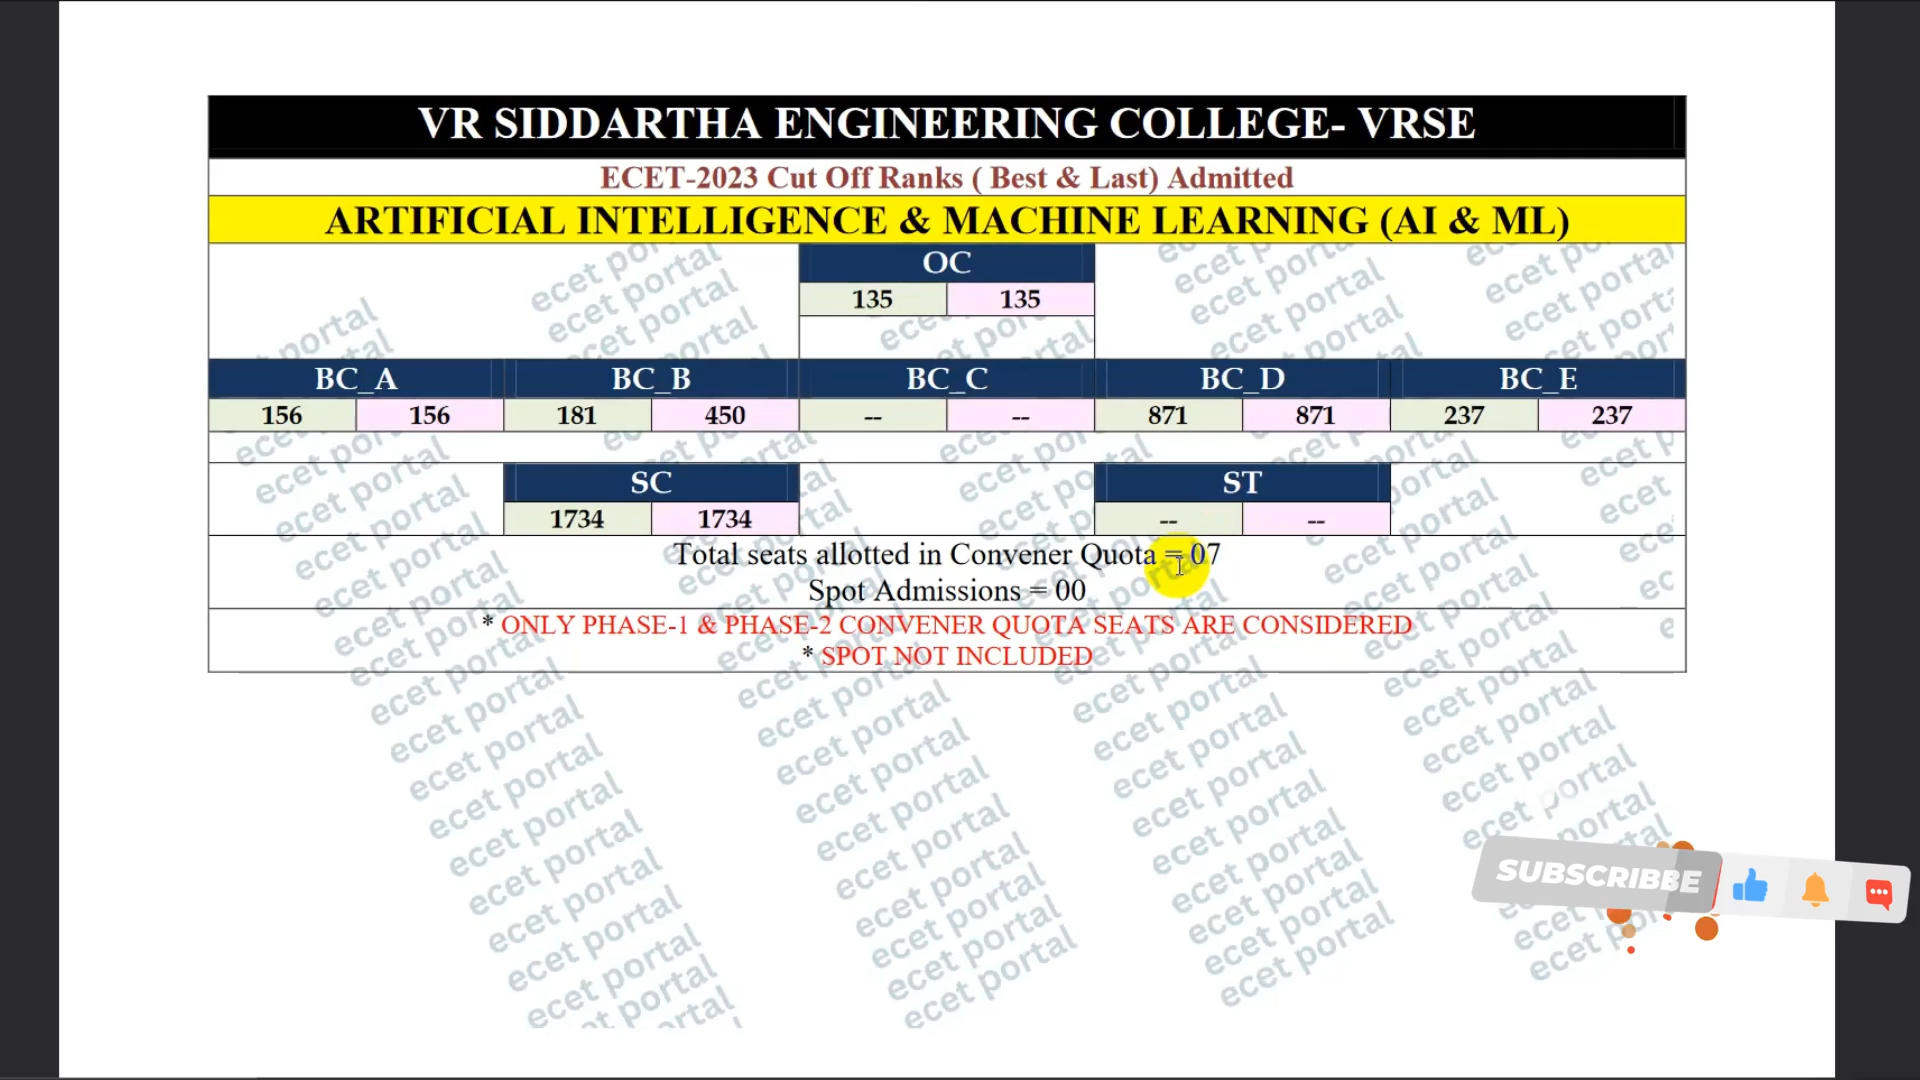 VR SIDDARTHA ENGINEERING COLLEGE- VRSE
ECET-2023 Cut Off Ranks ( Best & Last) Admitted
ARTIFICIAL INTELLIGENCE & MACHINE LEARNING (AI & ML)
OC
135 135
BC_A BC_B BC_C BC_D BC_E
156 156 181 450 -- -- 871 871 237 237
SC ST
1734 1734 -- --
Total seats allotted in Convener Quota = 07
Spot Admissions = 00
* ONLY PHASE-1 & PHASE-2 CONVENER QUOTA SEATS ARE CONSIDERED
* SPOT NOT INCLUDED
ecet portal
SUBSCRIBBE